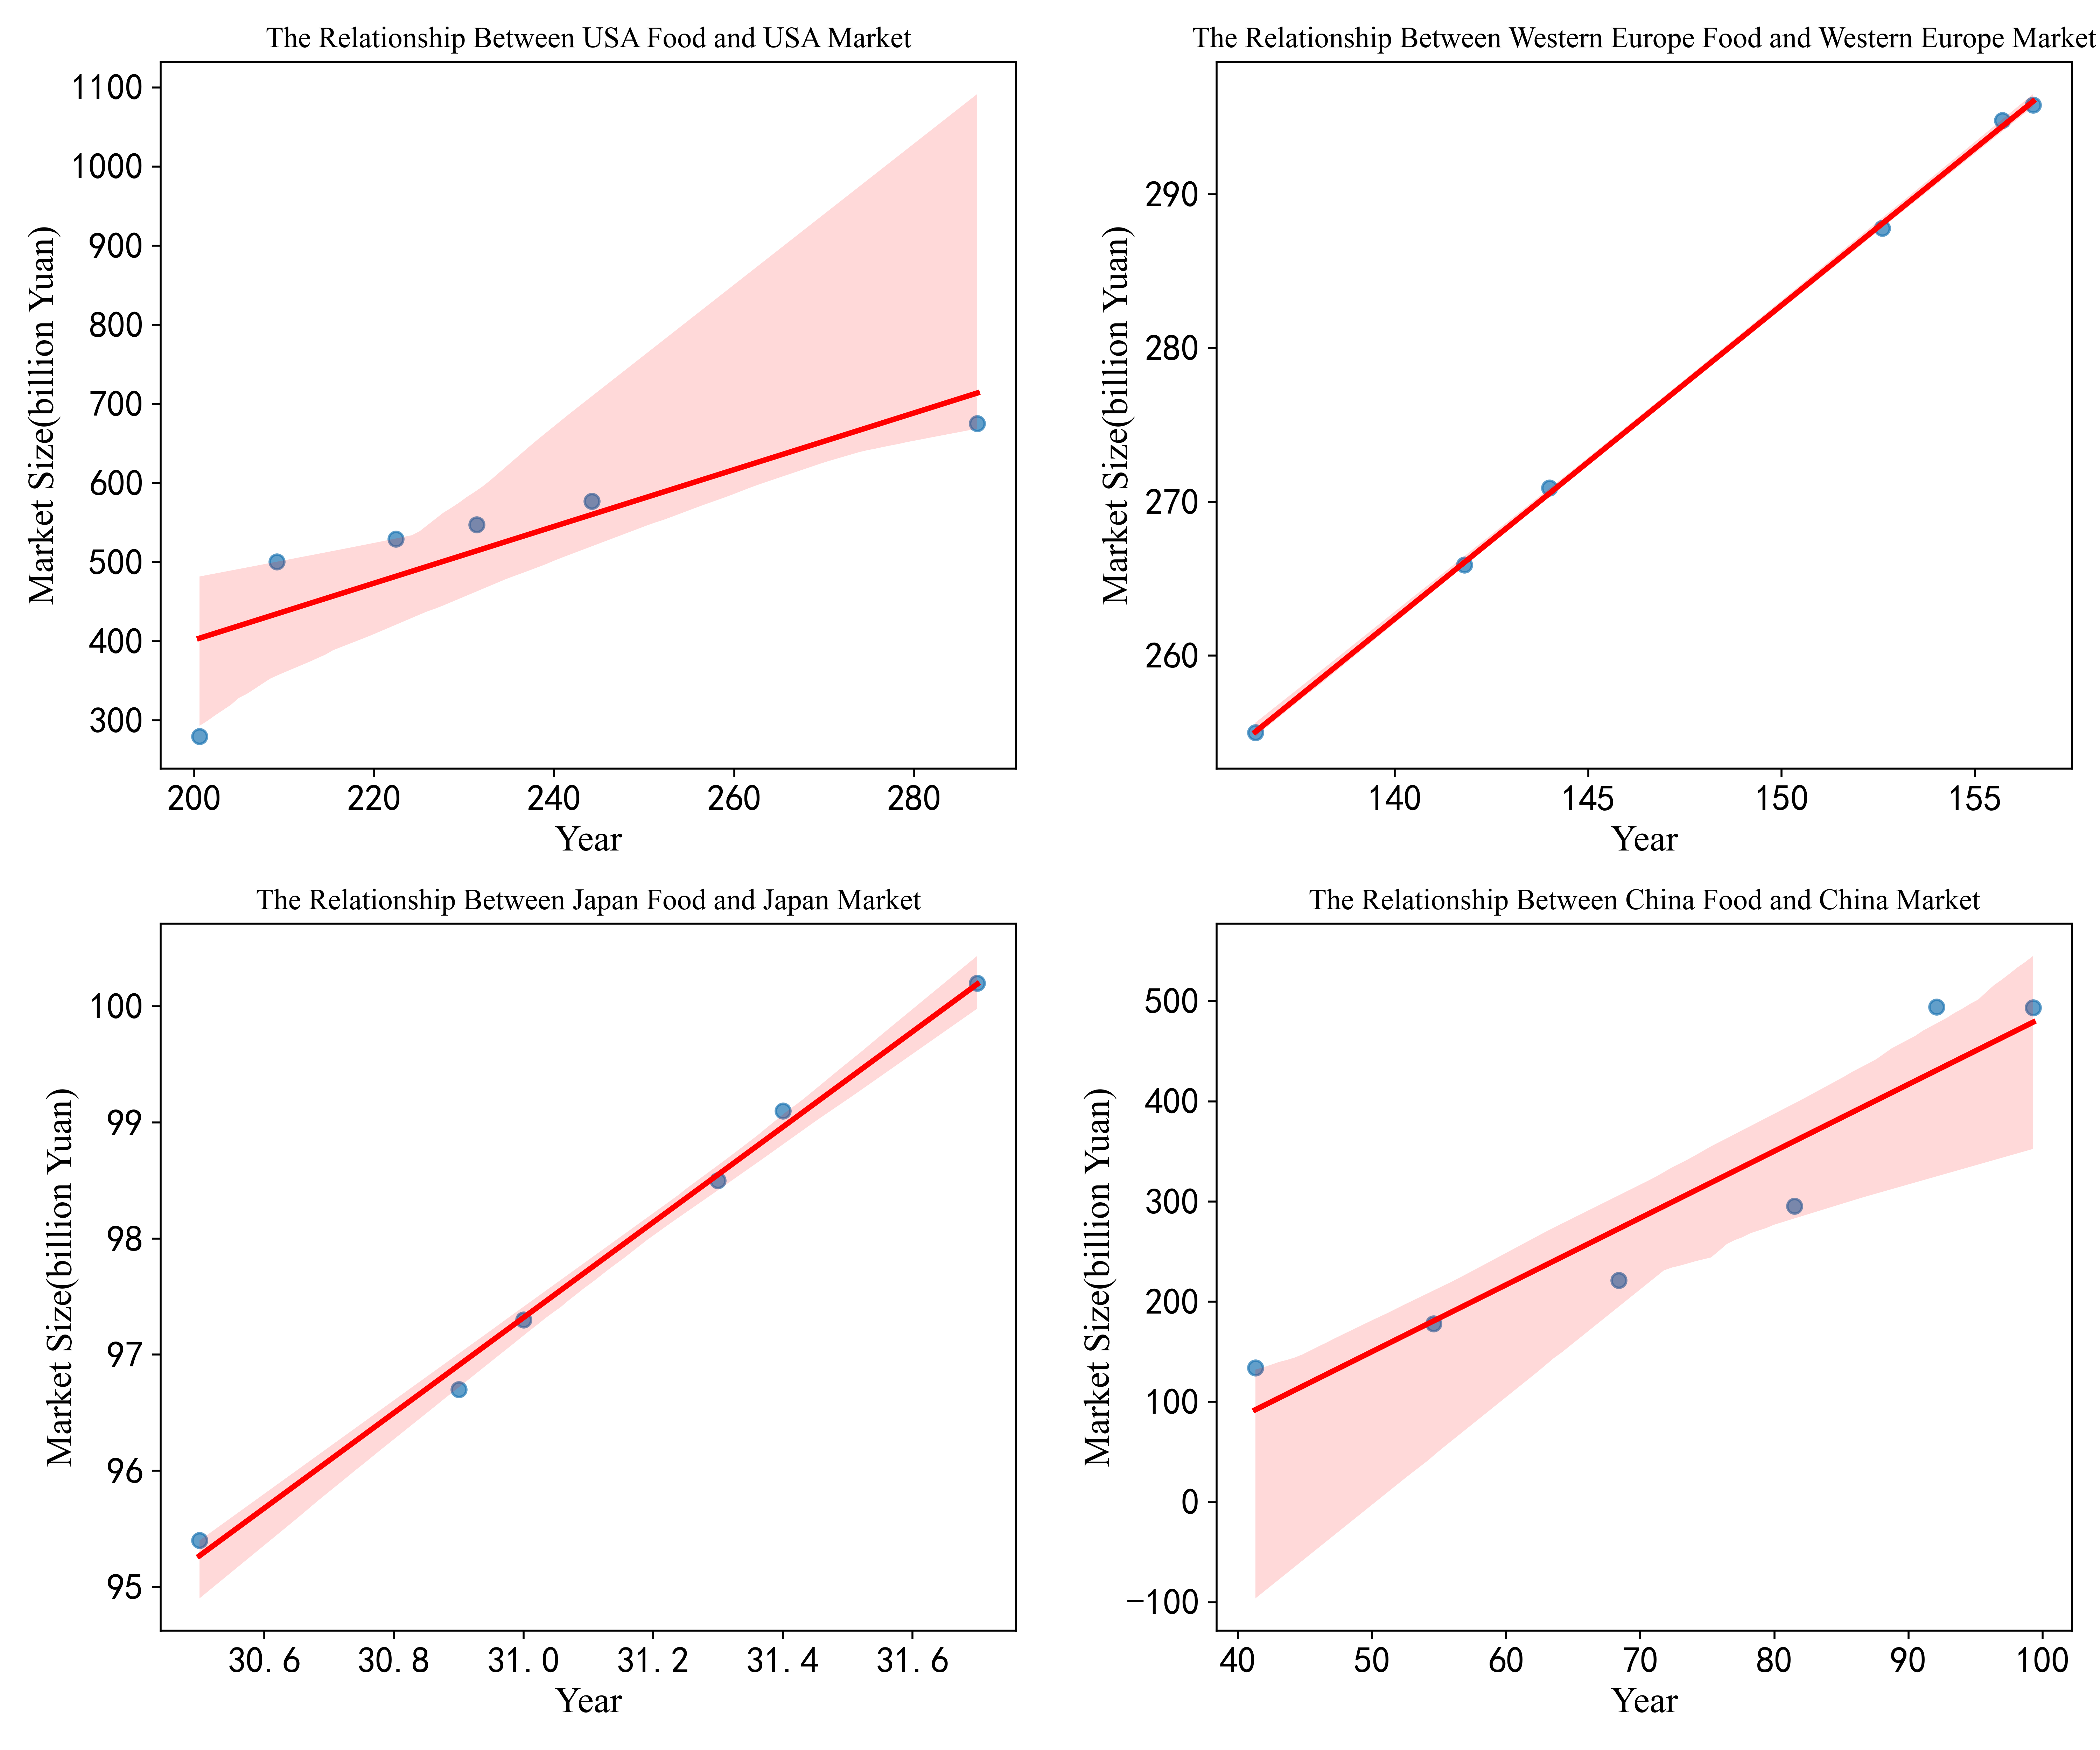 The Relationship Between USA Food and USA Market
1100
1000
900
800
700
600
500
400
300
Market Size(billion Yuan)
200 220 240 260 280
Year
The Relationship Between Western Europe Food and Western Europe Market
290
280
270
260
Market Size(billion Yuan)
140 145 150 155
Year
The Relationship Between Japan Food and Japan Market
100
99
98
97
96
95
Market Size(billion Yuan)
30.6 30.8 31.0 31.2 31.4 31.6
Year
The Relationship Between China Food and China Market
500
400
300
200
100
0
−100
Market Size(billion Yuan)
40 50 60 70 80 90 100
Year